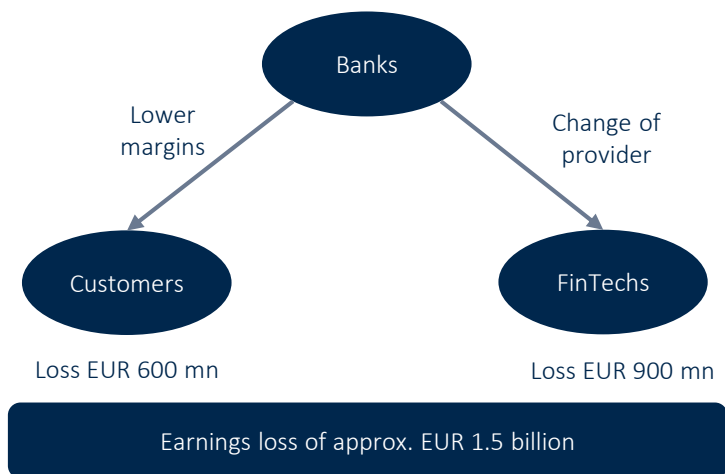 Banks
Lower
margins
Change of
provider
Customers
FinTechs
Loss EUR 600 mn
Loss EUR 900 mn
Earnings loss of approx. EUR 1.5 billion